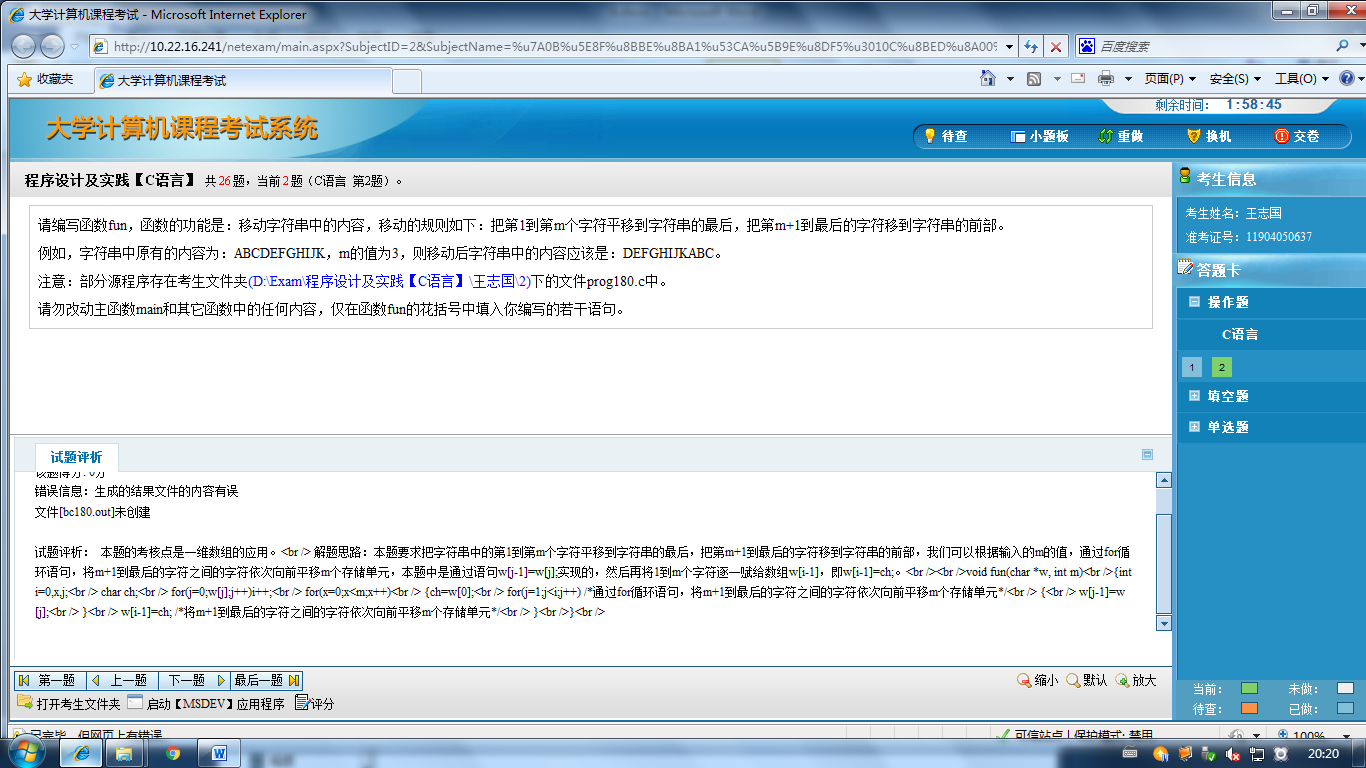 大学计算机课程考试 - Microsoft Internet Explorer
http://10.22.16.241/netexam/main.aspx?SubjectID=2&SubjectName=%u7A0B%u5E8F%u8BBE%u8BA1%u53CA%u5B9E%u8DF5%u3010C%u8BED%u8A00%
百度搜索
收藏夹
大学计算机课程考试
页面(P)
安全(S)
工具(O)
剩余时间： 1:58:45
大学计算机课程考试系统
待查 小题板 重做 换机 交卷
程序设计及实践【C语言】 共26题，当前2题（C语言 第2题）。
考生信息
考生姓名：王志国
准考证号：11904050637
答题卡
操作题
C语言
1 2
填空题
单选题
请编写函数fun，函数的功能是：移动字符串中的内容，移动的规则如下：把第1到第m个字符平移到字符串的最后，把第m+1到最后的字符移到字符串的前部。
例如，字符串中原有的内容为：ABCDEFGHIJK，m的值为3，则移动后字符串中的内容应该是：DEFGHIJKABC。
注意：部分源程序存在考生文件夹(D:\Exam\程序设计及实践【C语言】\王志国\2)下的文件prog180.c中。
请勿改动主函数main和其它函数中的任何内容，仅在函数fun的花括号中填入你编写的若干语句。
试题评析
该题得分：0分
错误信息：生成的结果文件的内容有误
文件[bc180.out]未创建
试题评析： 本题的考核点是一维数组的应用。<br /> 解题思路：本题要求把字符串中的第1到第m个字符平移到字符串的最后，把第m+1到最后的字符移到字符串的前部，我们可以根据输入的m的值，通过for循
环语句，将m+1到最后的字符之间的字符依次向前平移m个存储单元，本题中是通过语句w[j-1]=w[j];实现的，然后再将1到m个字符逐一赋给数组w[i-1]，即w[i-1]=ch;。<br /><br />void fun(char *w, int m)<br />{int
i=0,x,j;<br /> char ch;<br /> for(j=0;w[j];j++)i++;<br /> for(x=0;x<m;x++)<br /> {ch=w[0];<br /> for(j=1;j<i;j++) /*通过for循环语句，将m+1到最后的字符之间的字符依次向前平移m个存储单元*/<br /> {<br /> w[j-1]=w
[j];<br /> }<br /> w[i-1]=ch; /*将m+1到最后的字符之间的字符依次向前平移m个存储单元*/<br /> }<br />}<br />
第一题 上一题 下一题 最后一题
缩小 默认 放大
打开考生文件夹 启动【MSDEV】应用程序 评分
当前： 未做：
待查： 已做：
已完毕，但网页上有错误
可信站点 | 保护模式: 禁用
100%
20:20